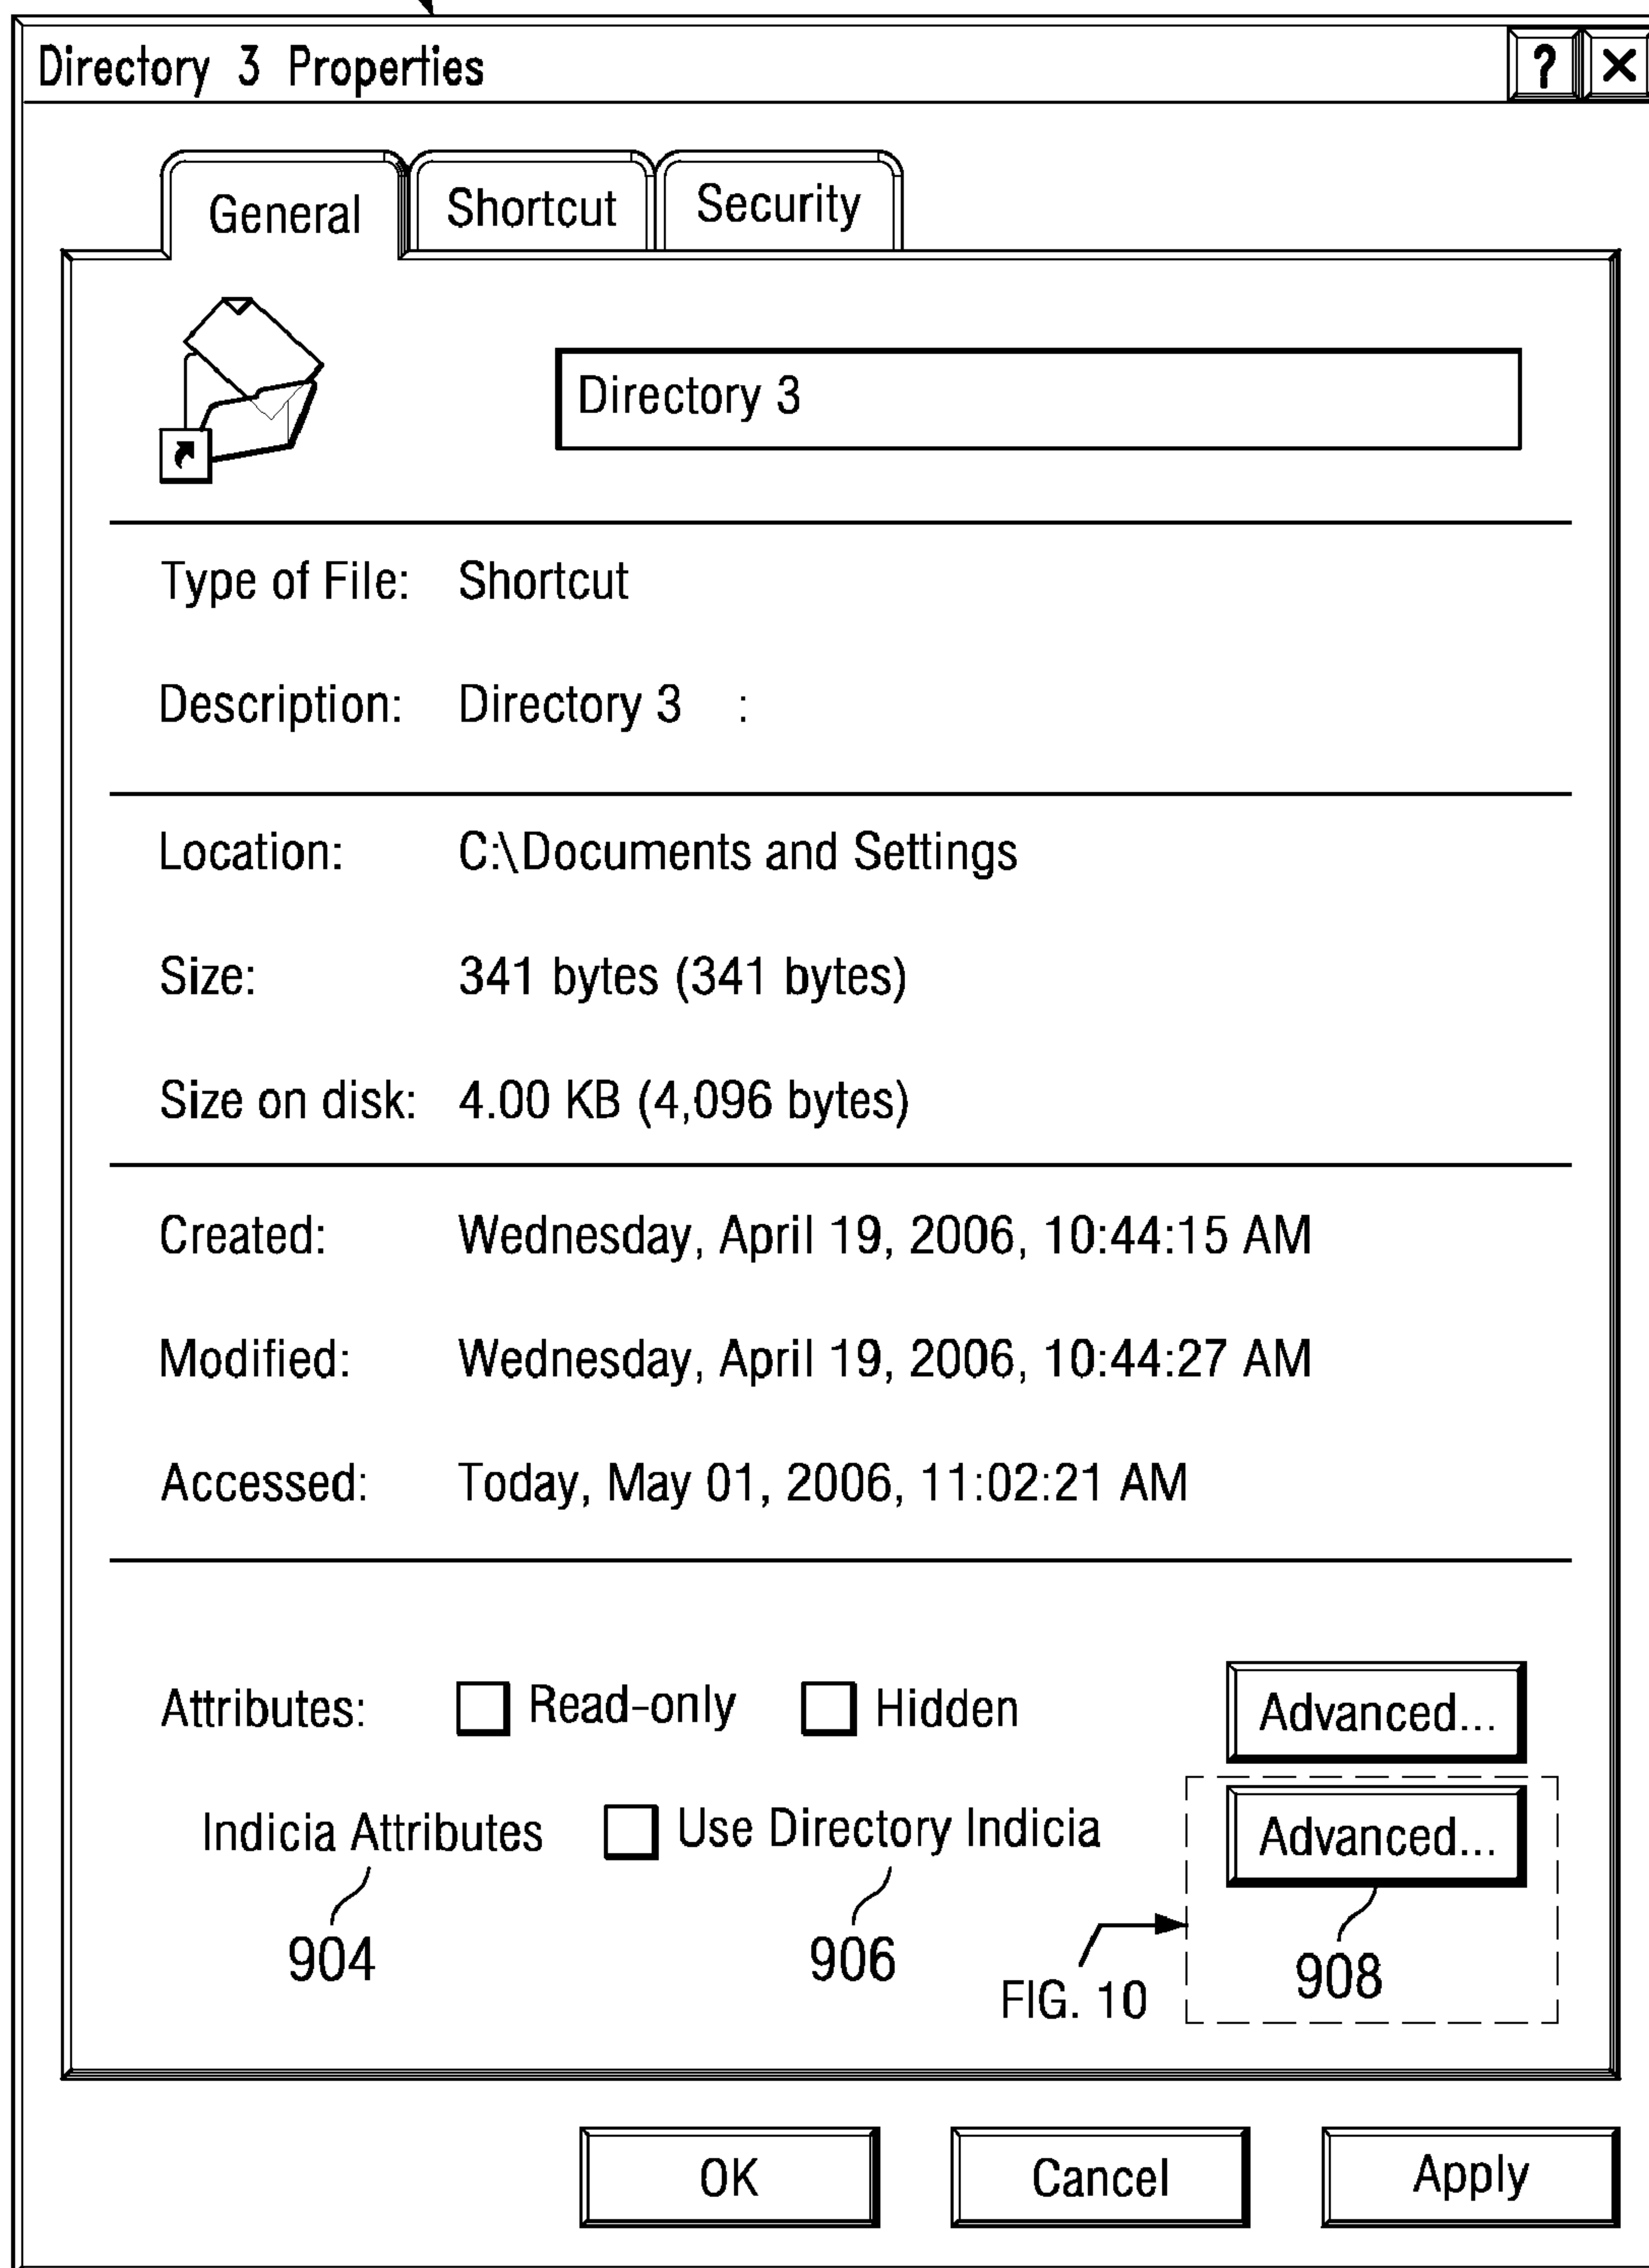 Directory 3 Properties ? ×
General Shortcut Security
Directory 3
Type of File: Shortcut
Description: Directory 3 :
Location: C:\Documents and Settings
Size: 341 bytes (341 bytes)
Size on disk: 4.00 KB (4,096 bytes)
Created: Wednesday, April 19, 2006, 10:44:15 AM
Modified: Wednesday, April 19, 2006, 10:44:27 AM
Accessed: Today, May 01, 2006, 11:02:21 AM
Attributes: Read-only Hidden Advanced...
Indicia Attributes Use Directory Indicia Advanced...
904 906 FIG. 10 908
OK Cancel Apply